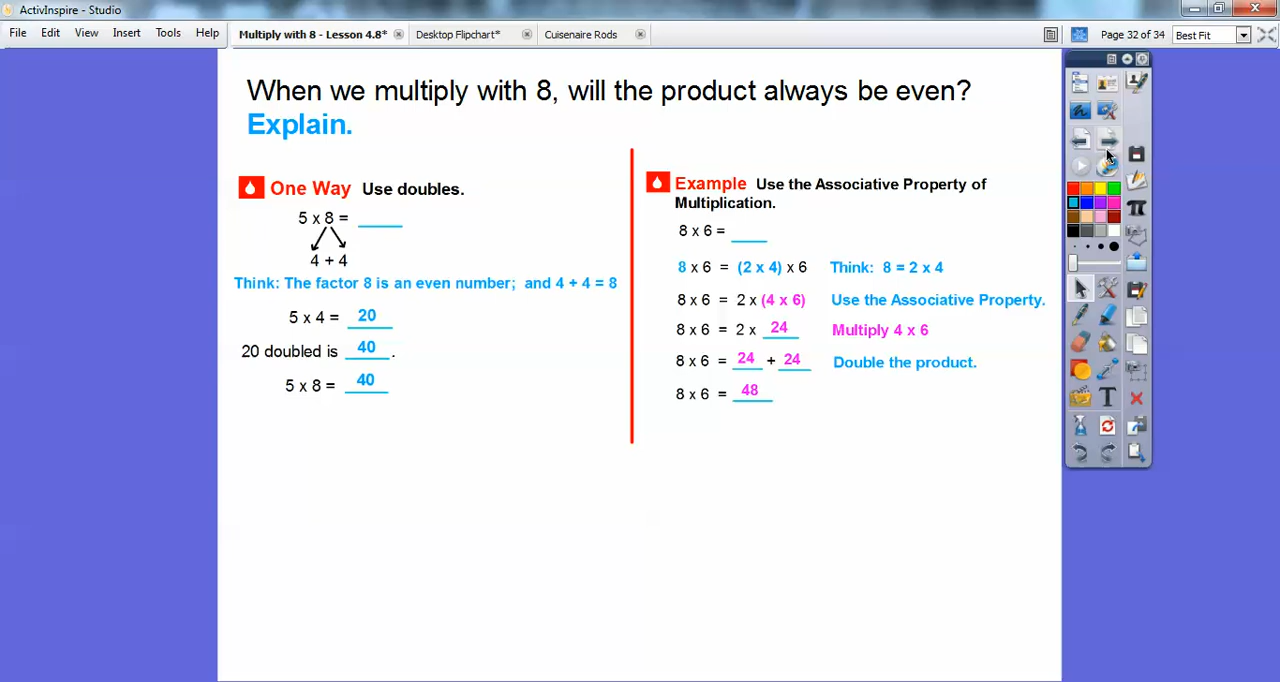 ActivInspire - Studio
File Edit View Insert Tools Help
Multiply with 8 - Lesson 4.8* Desktop Flipchart* Cuisenaire Rods
Page 32 of 34 Best Fit
When we multiply with 8, will the product always be even?
Explain.
One Way Use doubles.
5 x 8 = ____
4 + 4
Think: The factor 8 is an even number; and 4 + 4 = 8
5 x 4 = 20
20 doubled is 40 .
5 x 8 = 40
Example Use the Associative Property of
Multiplication.
8 x 6 = ____
8 x 6 = (2 x 4) x 6 Think: 8 = 2 x 4
8 x 6 = 2 x (4 x 6) Use the Associative Property.
8 x 6 = 2 x 24 Multiply 4 x 6
8 x 6 = 24 + 24 Double the product.
8 x 6 = 48